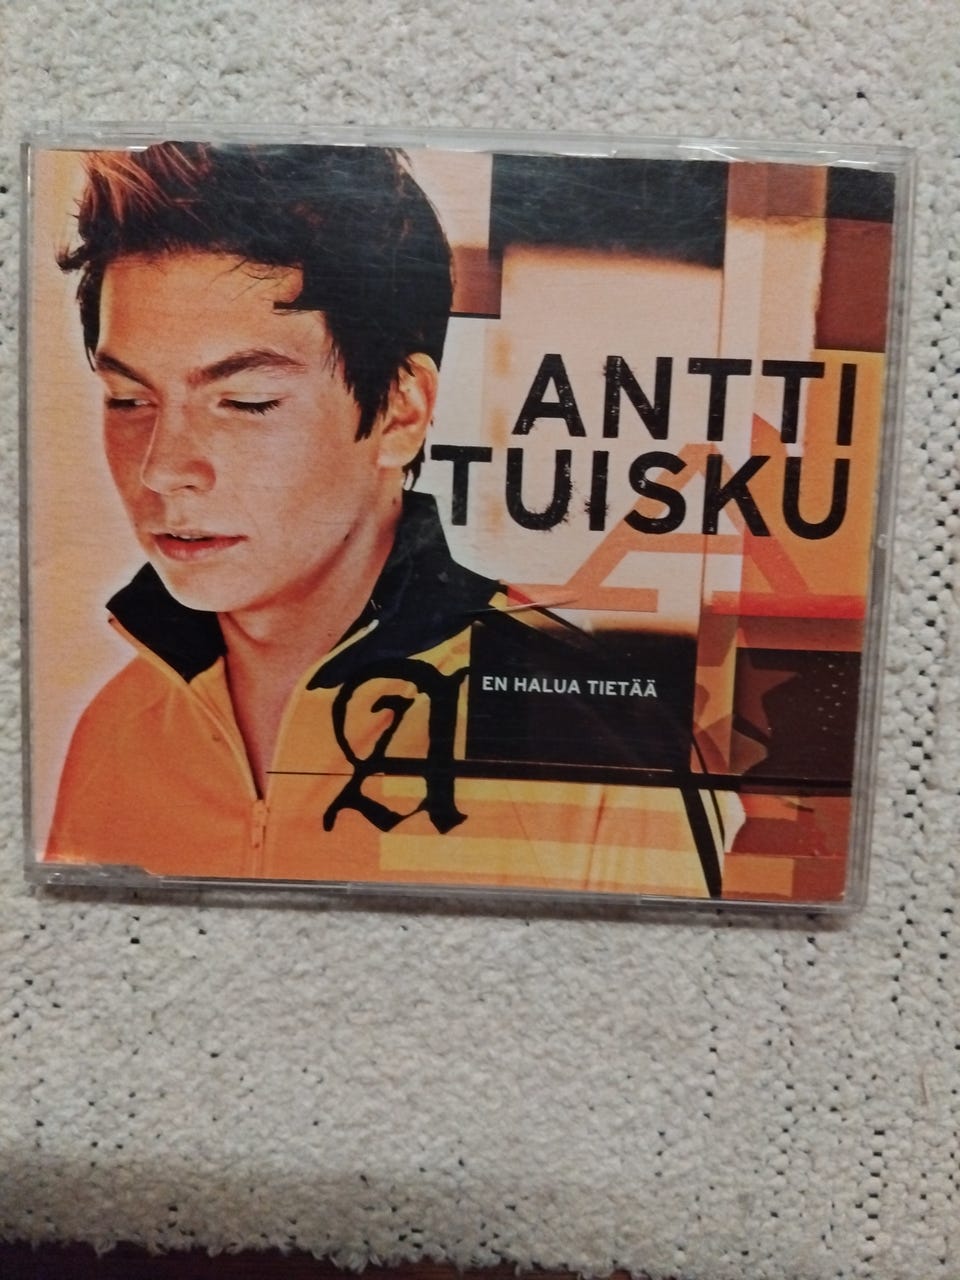 ANTTI
TUISKU
EN HALUA TIETÄÄ
A